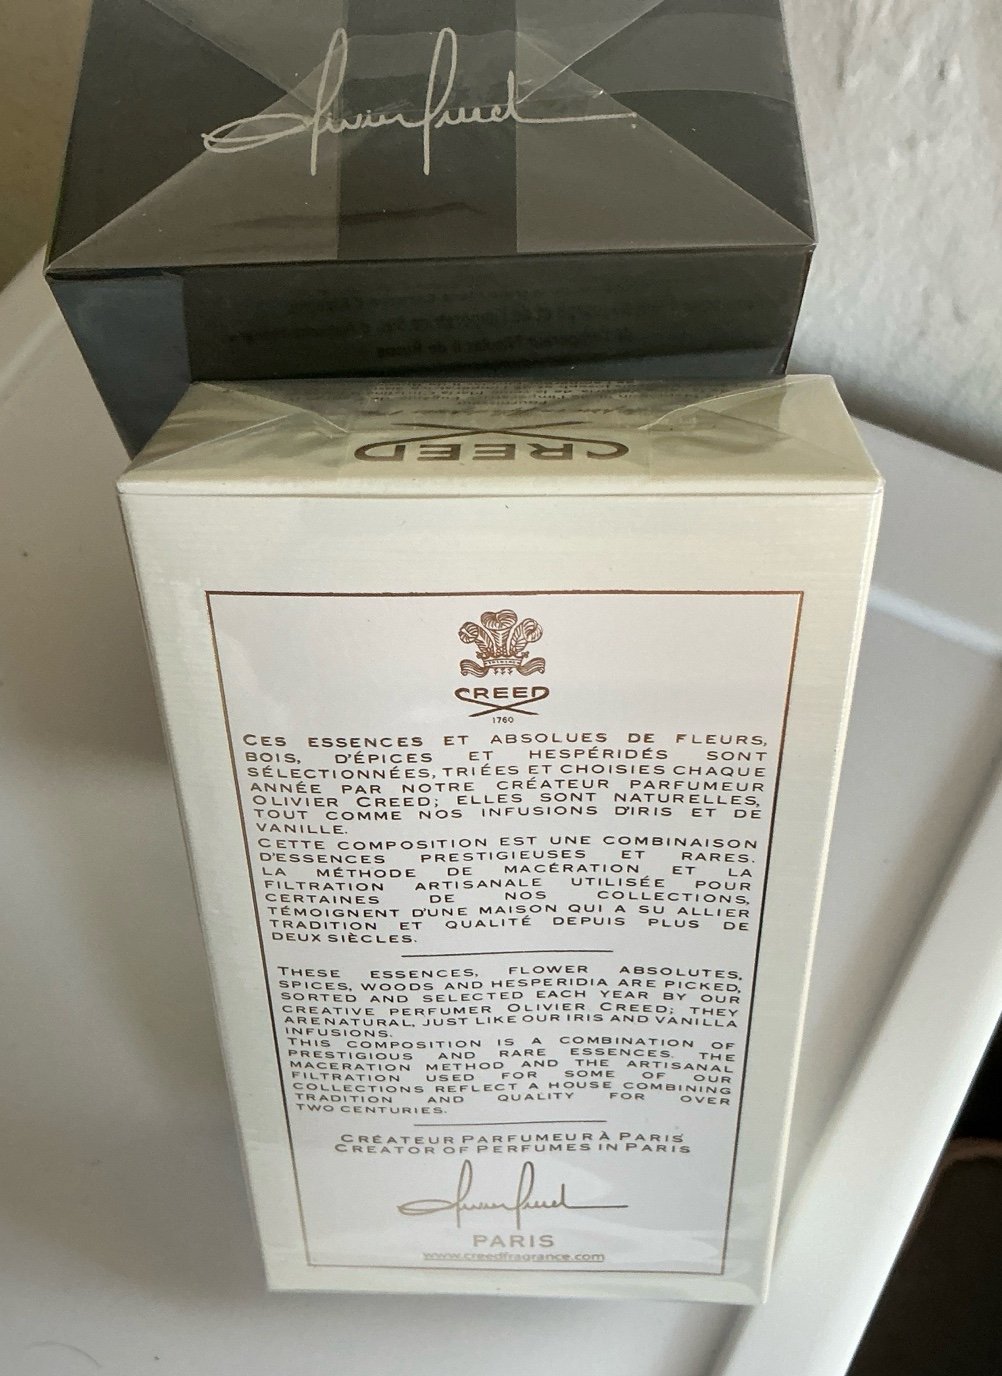 Olivier Creed
CREED
CREED
1760
CES ESSENCES ET ABSOLUES DE FLEURS,
BOIS, D'ÉPICES ET HESPÉRIDÉS SONT
SÉLECTIONNÉES, TRIÉES ET CHOISIES CHAQUE
ANNÉE PAR NOTRE CRÉATEUR PARFUMEUR
OLIVIER CREED; ELLES SONT NATURELLES,
TOUT COMME NOS INFUSIONS D'IRIS ET DE
VANILLE.
CETTE COMPOSITION EST UNE COMBINAISON
D'ESSENCES PRESTIGIEUSES ET RARES.
LA MÉTHODE DE MACÉRATION ET LA
FILTRATION ARTISANALE UTILISÉE POUR
CERTAINES DE NOS COLLECTIONS,
TÉMOIGNENT D'UNE MAISON QUI A SU ALLIER
TRADITION ET QUALITÉ DEPUIS PLUS DE
DEUX SIÈCLES.
THESE ESSENCES, FLOWER ABSOLUTES,
SPICES, WOODS AND HESPERIDIA ARE PICKED,
SORTED AND SELECTED EACH YEAR BY OUR
CREATIVE PERFUMER OLIVIER CREED; THEY
ARE NATURAL, JUST LIKE OUR IRIS AND VANILLA
INFUSIONS.
THIS COMPOSITION IS A COMBINATION OF
PRESTIGIOUS AND RARE ESSENCES. THE
MACERATION METHOD AND THE ARTISANAL
FILTRATION USED FOR SOME OF OUR
COLLECTIONS REFLECT A HOUSE COMBINING
TRADITION AND QUALITY FOR OVER
TWO CENTURIES.
CRÉATEUR PARFUMEUR À PARIS
CREATOR OF PERFUMES IN PARIS
Olivier Creed
PARIS
www.creedfragrance.com